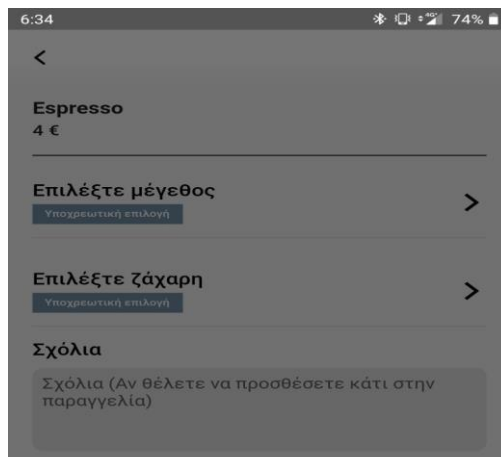 6:34 4G+ 74%
Espresso
4 €
Επιλέξτε μέγεθος
Υποχρεωτική επιλογή
Επιλέξτε ζάχαρη
Υποχρεωτική επιλογή
Σχόλια
Σχόλια (Αν θέλετε να προσθέσετε κάτι στην
παραγγελία)